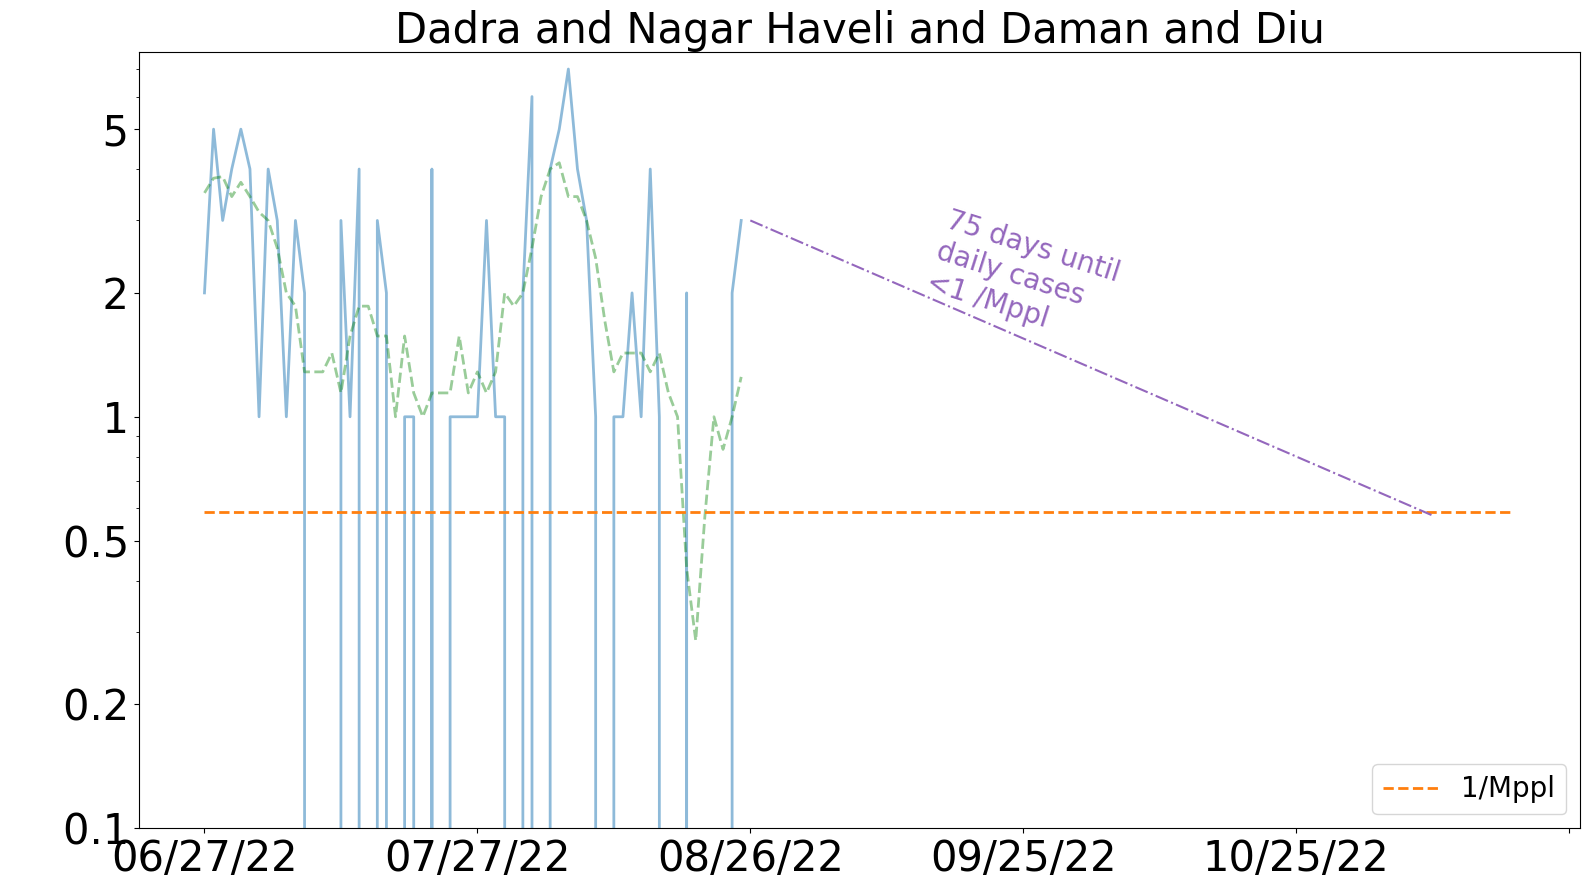 Dadra and Nagar Haveli and Daman and Diu
5
2
1
0.5
0.2
0.1
75 days until
daily cases
<1 /Mppl
1/Mppl
06/27/22
07/27/22
08/26/22
09/25/22
10/25/22